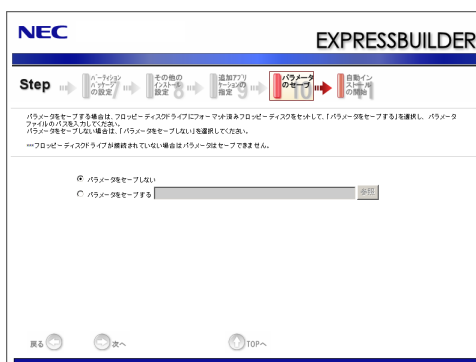 NEC
EXPRESSBUILDER
Step
パーティション
パッケージ
の設定
7
その他の
インストール
設定
8
追加アプリ
ケーションの
指定
9
パラメータ
のセーブ
10
自動イン
ストール
の開始
11
パラメータをセーブする場合は、フロッピーディスクドライブにフォーマット済みフロッピーディスクをセットして、「パラメータをセーブする」を選択し、パラメータ
ファイルのパスを入力してください。
パラメータをセーブしない場合は、「パラメータをセーブしない」を選択してください。
フロッピーディスクドライブが接続されていない場合はパラメータはセーブできません。
パラメータをセーブしない
パラメータをセーブする
参照
戻る
次へ
TOPへ